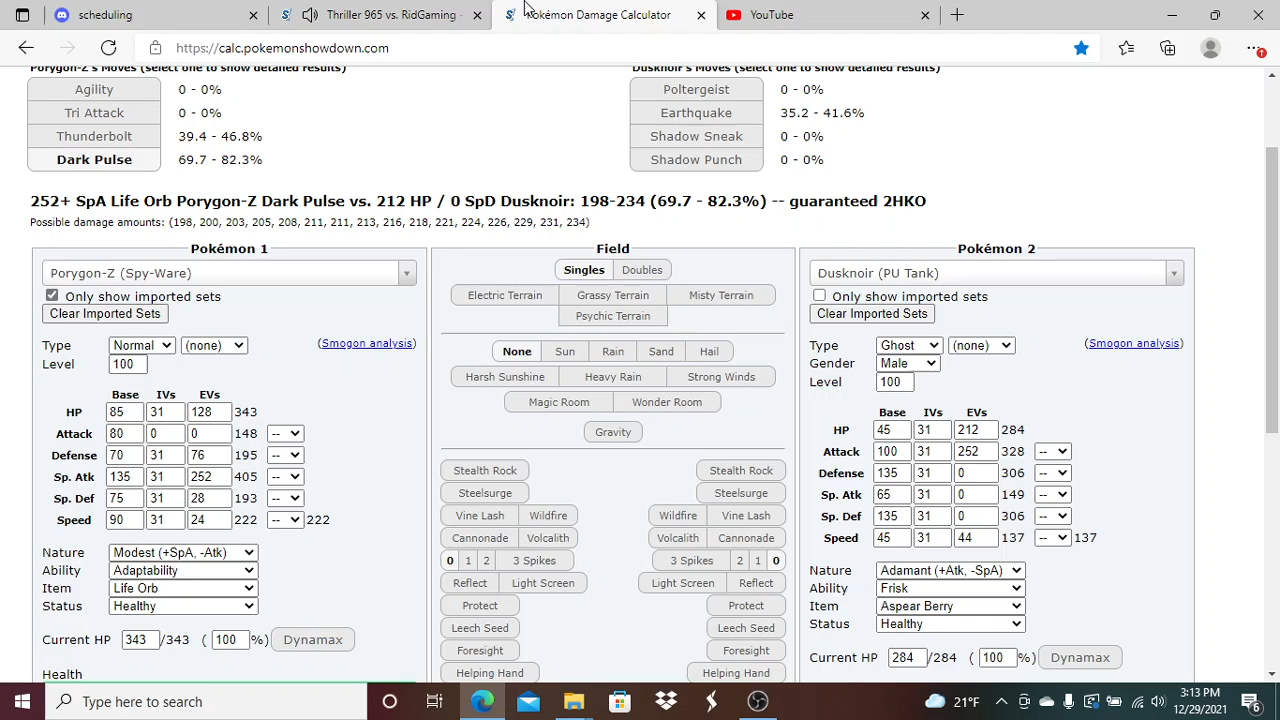 scheduling
Thriller 965 vs. RidGaming -
Pokémon Damage Calculator
YouTube
https://calc.pokemonshowdown.com
Porygon-Z's Moves (select one to show detailed results)
Dusknoir's Moves (select one to show detailed results)
Agility 0 - 0%
Poltergeist 0 - 0%
Tri Attack 0 - 0%
Earthquake 35.2 - 41.6%
Thunderbolt 39.4 - 46.8%
Shadow Sneak 0 - 0%
Dark Pulse 69.7 - 82.3%
Shadow Punch 0 - 0%
252+ SpA Life Orb Porygon-Z Dark Pulse vs. 212 HP / 0 SpD Dusknoir: 198-234 (69.7 - 82.3%) -- guaranteed 2HKO
Possible damage amounts: (198, 200, 203, 205, 208, 211, 211, 213, 216, 218, 221, 224, 226, 229, 231, 234)
Pokémon 1
Porygon-Z (Spy-Ware)
Only show imported sets
Clear Imported Sets
Type Normal (none) (Smogon analysis)
Level 100
Base IVs EVs
HP 85 31 128 343
Attack 80 0 0 148 --
Defense 70 31 76 195 --
Sp. Atk 135 31 252 405 --
Sp. Def 75 31 28 193 --
Speed 90 31 24 222 -- 222
Nature Modest (+SpA, -Atk)
Ability Adaptability
Item Life Orb
Status Healthy
Current HP 343 /343 ( 100 %) Dynamax
Health
Field
Singles Doubles
Electric Terrain Grassy Terrain Misty Terrain
Psychic Terrain
None Sun Rain Sand Hail
Harsh Sunshine Heavy Rain Strong Winds
Magic Room Wonder Room
Gravity
Stealth Rock Stealth Rock
Steelsurge Steelsurge
Vine Lash Wildfire Wildfire Vine Lash
Cannonade Volcalith Volcalith Cannonade
0 1 2 3 Spikes 3 Spikes 2 1 0
Reflect Light Screen Light Screen Reflect
Protect Protect
Leech Seed Leech Seed
Foresight Foresight
Helping Hand Helping Hand
Pokémon 2
Dusknoir (PU Tank)
Only show imported sets
Clear Imported Sets
Type Ghost (none) (Smogon analysis)
Gender Male
Level 100
Base IVs EVs
HP 45 31 212 284
Attack 100 31 252 328 --
Defense 135 31 0 306 --
Sp. Atk 65 31 0 149 --
Sp. Def 135 31 0 306 --
Speed 45 31 44 137 -- 137
Nature Adamant (+Atk, -SpA)
Ability Frisk
Item Aspear Berry
Status Healthy
Current HP 284 /284 ( 100 %) Dynamax
Type here to search
21°F
3:13 PM
12/29/2021
6